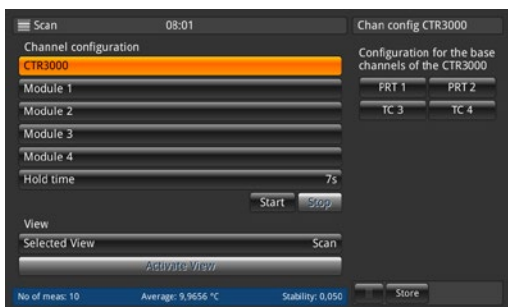 Scan 08:01
Channel configuration
CTR3000
Module 1
Module 2
Module 3
Module 4
Hold time 7s
Start Stop
View
Selected View Scan
Activate View
No of meas: 10 Average: 9,9656 °C Stability: 0,050
Chan config CTR3000
Configuration for the base
channels of the CTR3000
PRT 1 PRT 2
TC 3 TC 4
Store